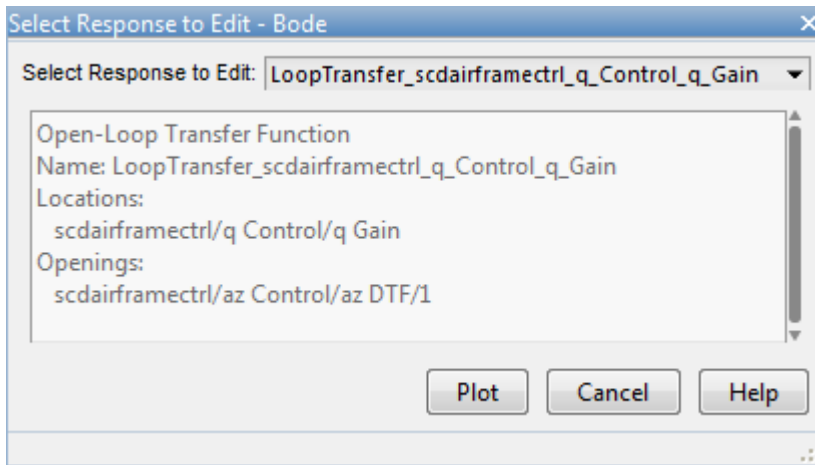 Select Response to Edit - Bode
Select Response to Edit: LoopTransfer_scdairframectrl_q_Control_q_Gain
Open-Loop Transfer Function
Name: LoopTransfer_scdairframectrl_q_Control_q_Gain
Locations:
scdairframectrl/q Control/q Gain
Openings:
scdairframectrl/az Control/az DTF/1
Plot Cancel Help